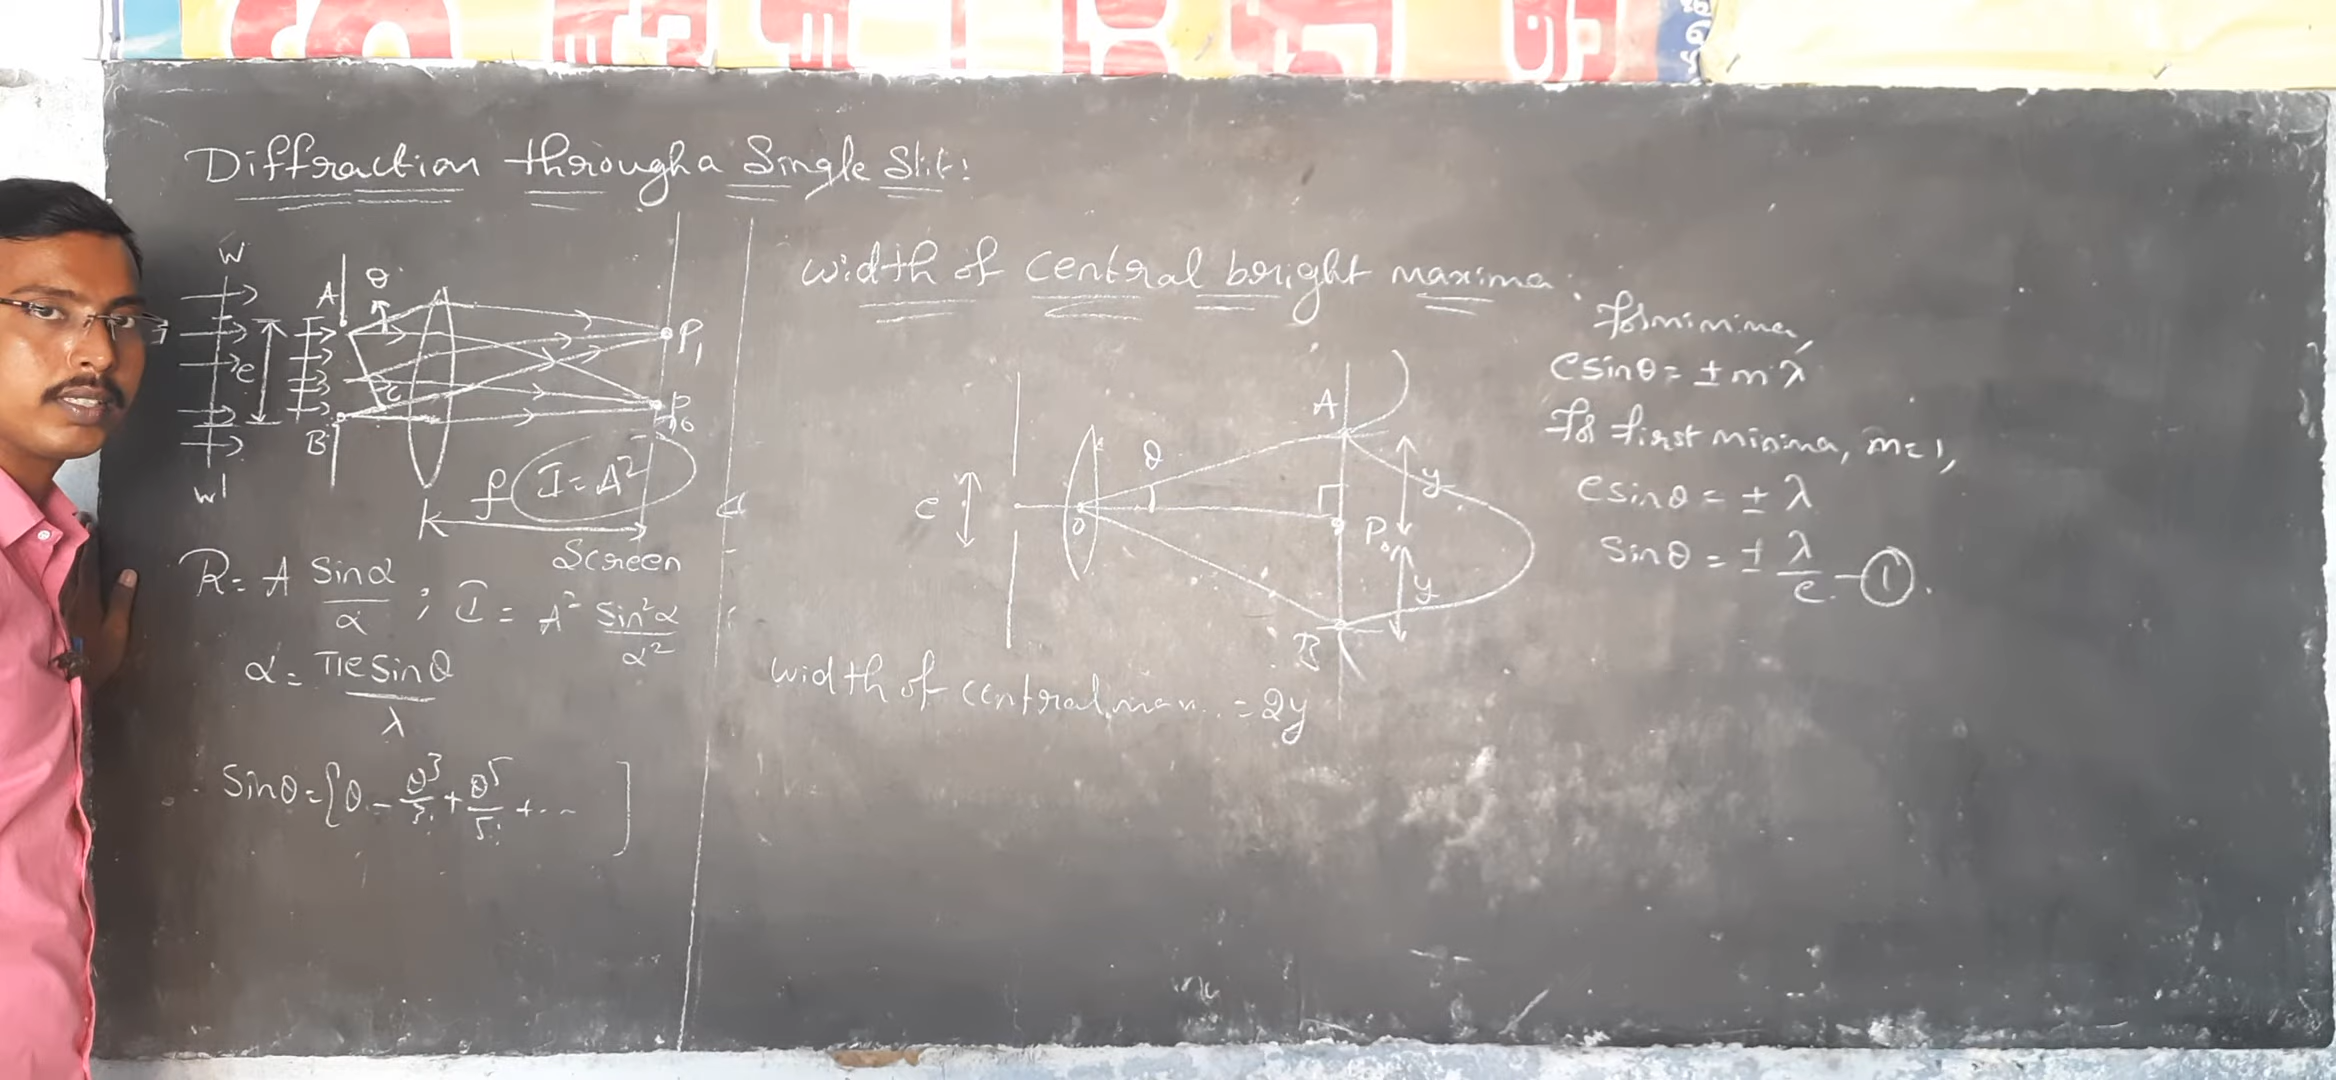 Diffraction through a Single Slit:
W
A
θ
e
c
B
W1
P1
P0
f
I = A²
Screen
R = A Sinα/α ; I = A² Sin²α/α²
α = πe Sinθ/λ
Sinθ = [θ - θ³/3! + θ⁵/5! + ...]
width of central bright maxima:
e
O
θ
A
P0
y
y
B
width of central max. = 2y
For minima,
e sinθ = ± mλ
For first minima, m=1,
e sinθ = ± λ
Sinθ = ± λ/e - ①.